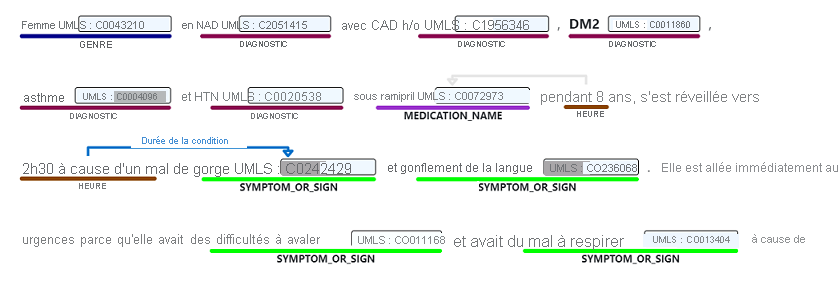 Femme UMLS : C0043210 en NAD UMLS : C2051415 avec CAD h/o UMLS : C1956346 , DM2 UMLS : C0011860 ,
GENRE DIAGNOSTIC DIAGNOSTIC DIAGNOSTIC
asthme UMLS : C0004096 et HTN UMLS : C0020538 sous ramipril UMLS : C0072973 pendant 8 ans, s'est réveillée vers
DIAGNOSTIC DIAGNOSTIC MEDICATION_NAME HEURE
Durée de la condition
2h30 à cause d'un mal de gorge UMLS : C0242429 et gonflement de la langue UMLS : CO236068 . Elle est allée immédiatement au
HEURE SYMPTOM_OR_SIGN SYMPTOM_OR_SIGN
urgences parce qu'elle avait des difficultés à avaler UMLS : CO011168 et avait du mal à respirer UMLS : CO013404 à cause de
SYMPTOM_OR_SIGN SYMPTOM_OR_SIGN